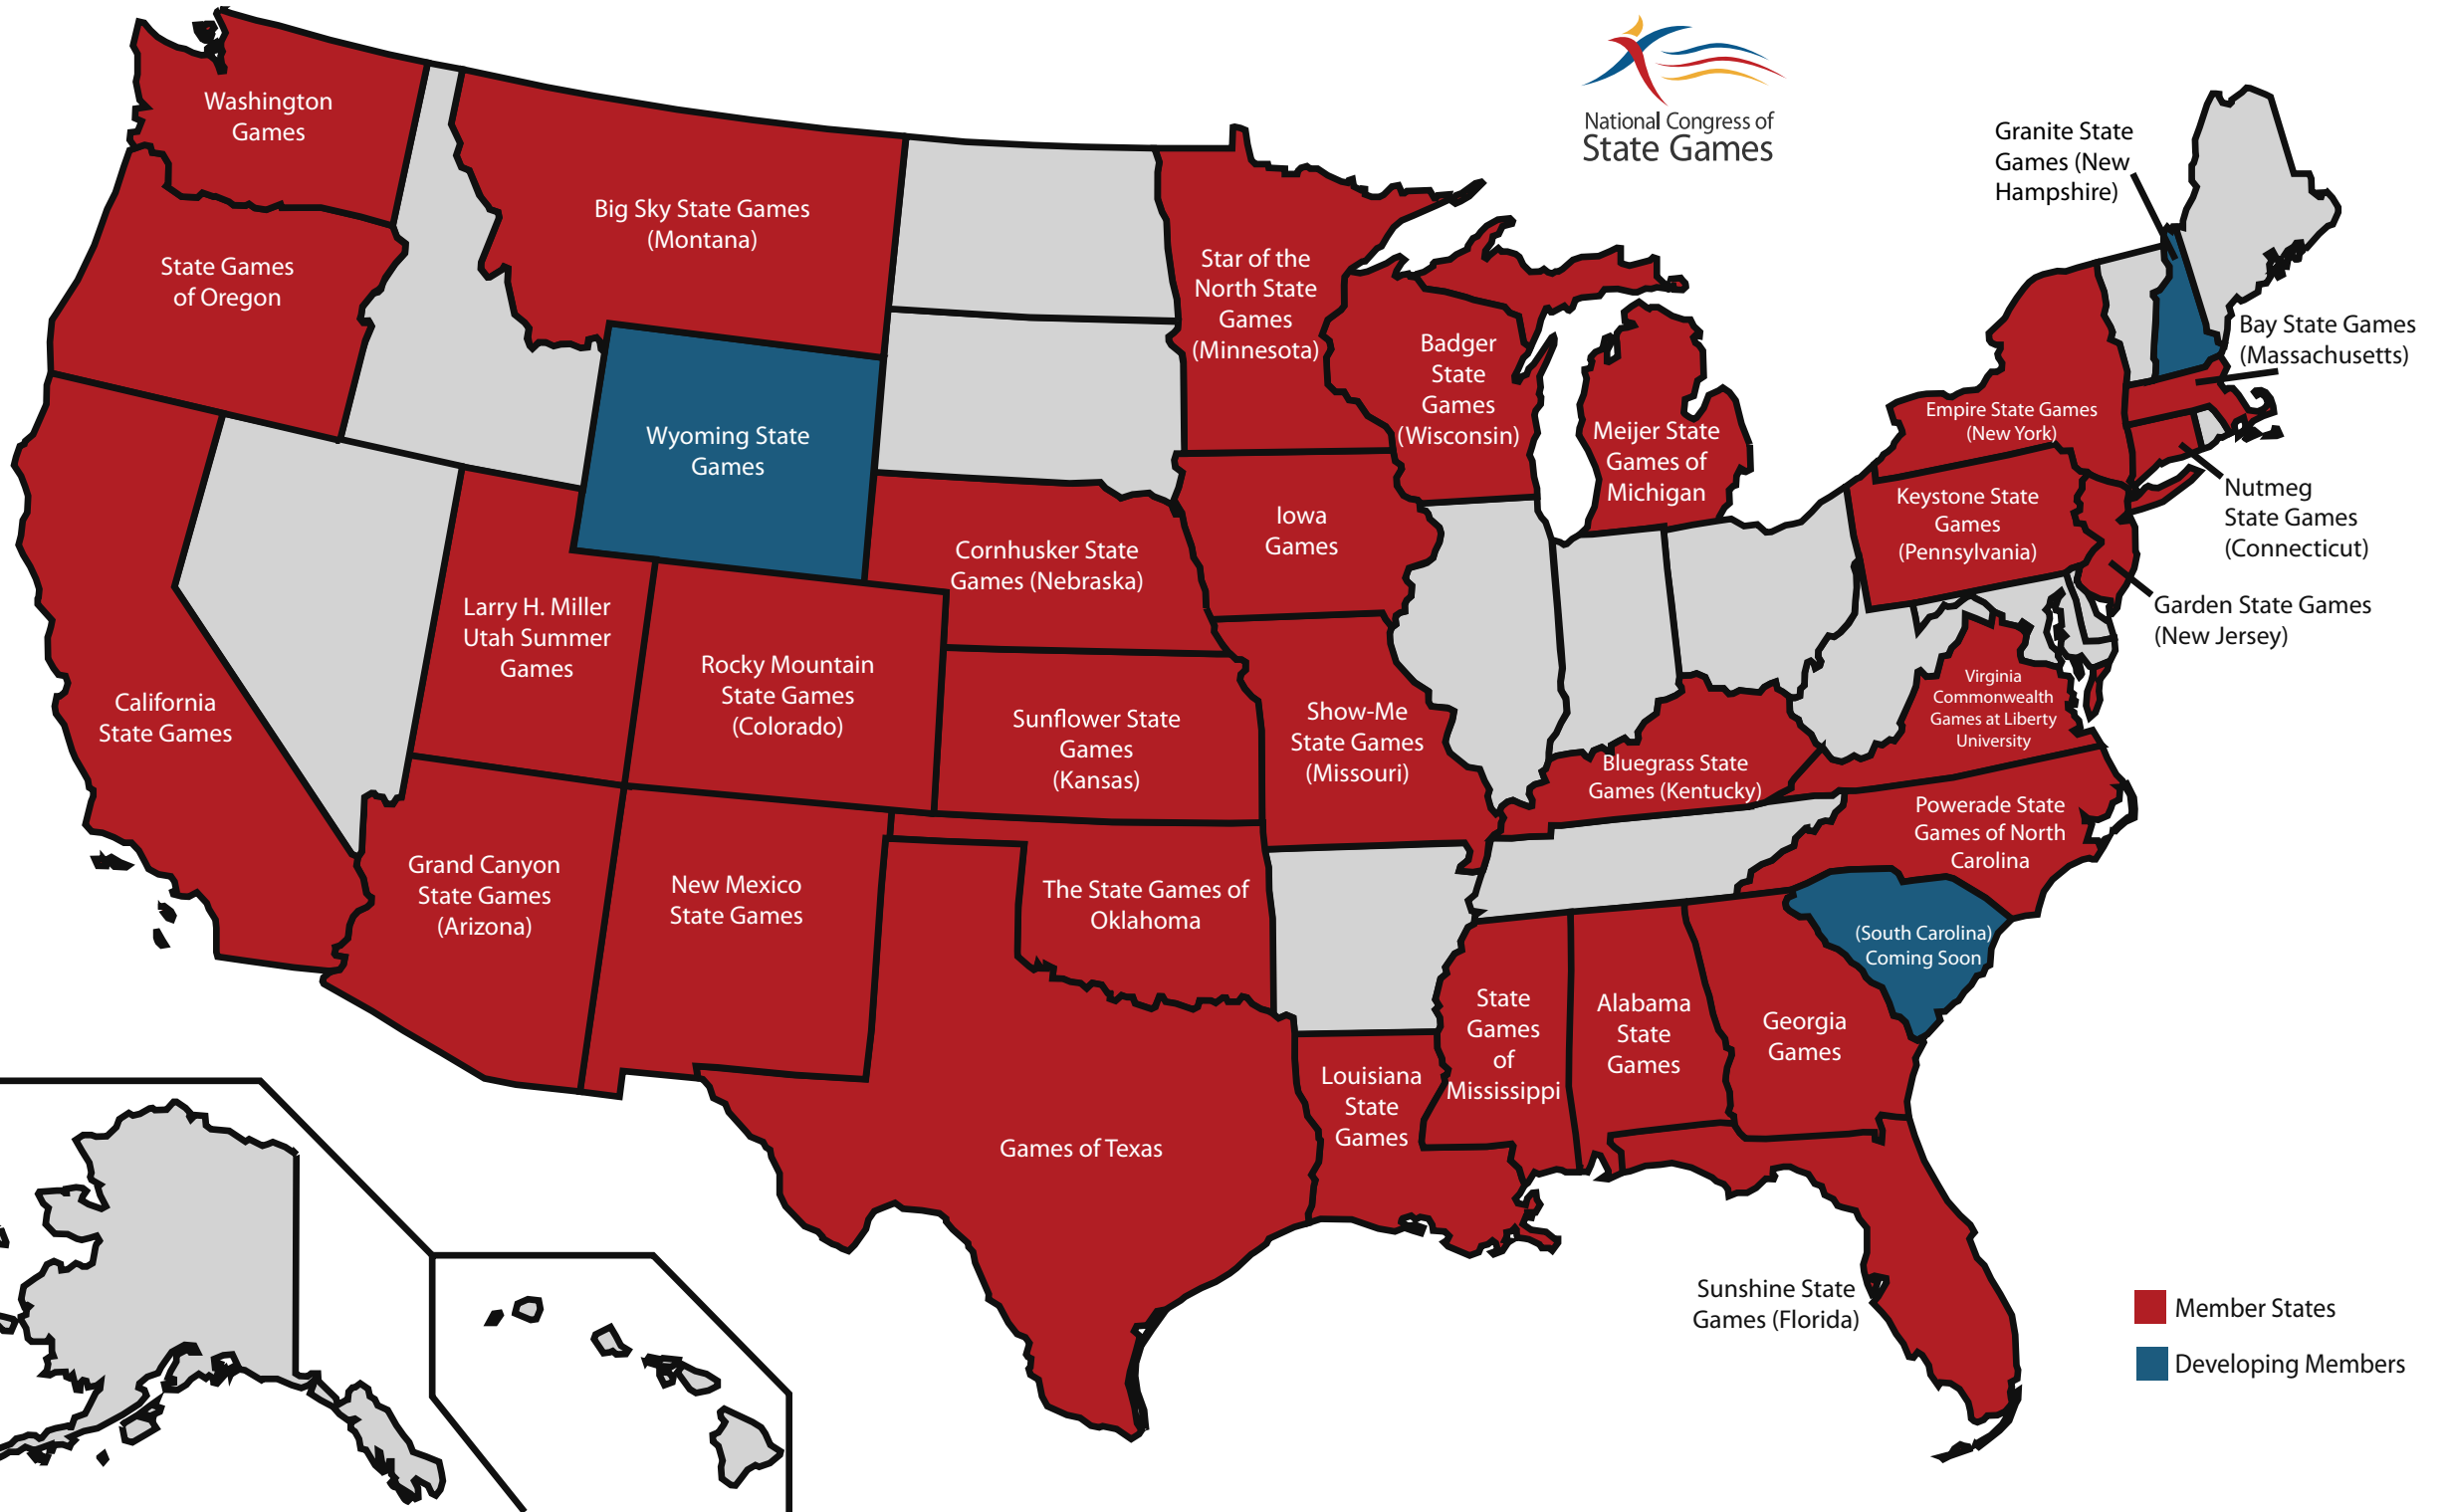 National Congress of
State Games
Washington
Games
State Games
of Oregon
Big Sky State Games
(Montana)
Wyoming State
Games
Star of the
North State
Games
(Minnesota)
Badger
State
Games
(Wisconsin)
Meijer State
Games of
Michigan
Granite State
Games (New
Hampshire)
Bay State Games
(Massachusetts)
Empire State Games
(New York)
Nutmeg
State Games
(Connecticut)
Keystone State
Games
(Pennsylvania)
Garden State Games
(New Jersey)
Iowa
Games
Cornhusker State
Games (Nebraska)
Larry H. Miller
Utah Summer
Games
Rocky Mountain
State Games
(Colorado)
California
State Games
Sunflower State
Games
(Kansas)
Show-Me
State Games
(Missouri)
Bluegrass State
Games (Kentucky)
Virginia
Commonwealth
Games at Liberty
University
Powerade State
Games of North
Carolina
Grand Canyon
State Games
(Arizona)
New Mexico
State Games
The State Games of
Oklahoma
(South Carolina)
Coming Soon
State
Games
of
Mississippi
Alabama
State
Games
Georgia
Games
Louisiana
State
Games
Games of Texas
Sunshine State
Games (Florida)
Member States
Developing Members